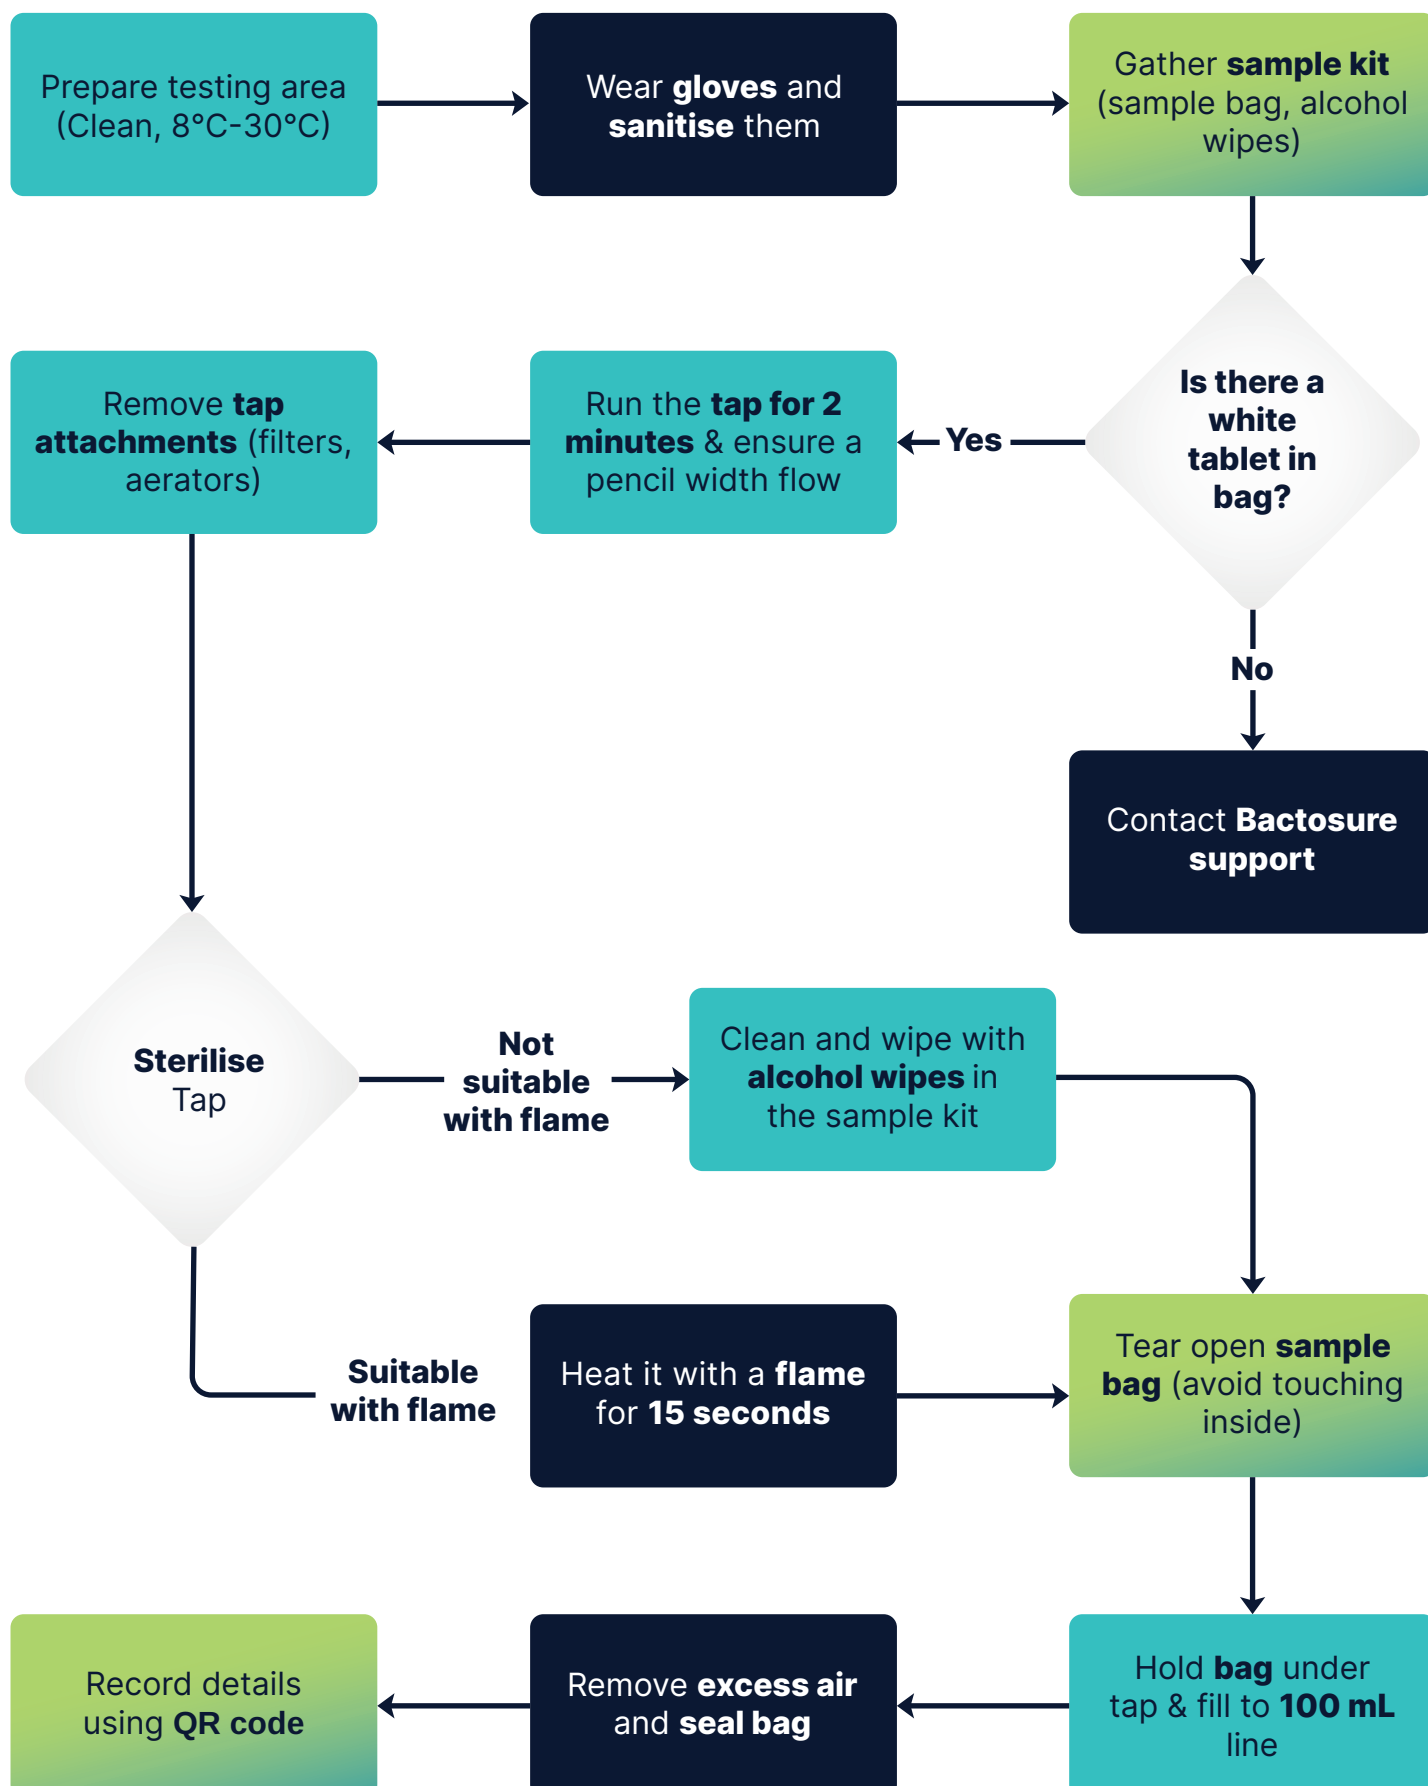 Prepare testing area
(Clean, 8°C-30°C)
Wear gloves and
sanitise them
Gather sample kit
(sample bag, alcohol
wipes)
Is there a
white
tablet in
bag?
Yes
Run the tap for 2
minutes & ensure a
pencil width flow
Remove tap
attachments (filters,
aerators)
No
Contact Bactosure
support
Sterilise
Tap
Not
suitable
with flame
Clean and wipe with
alcohol wipes in
the sample kit
Suitable
with flame
Heat it with a flame
for 15 seconds
Tear open sample
bag (avoid touching
inside)
Hold bag under
tap & fill to 100 mL
line
Remove excess air
and seal bag
Record details
using QR code